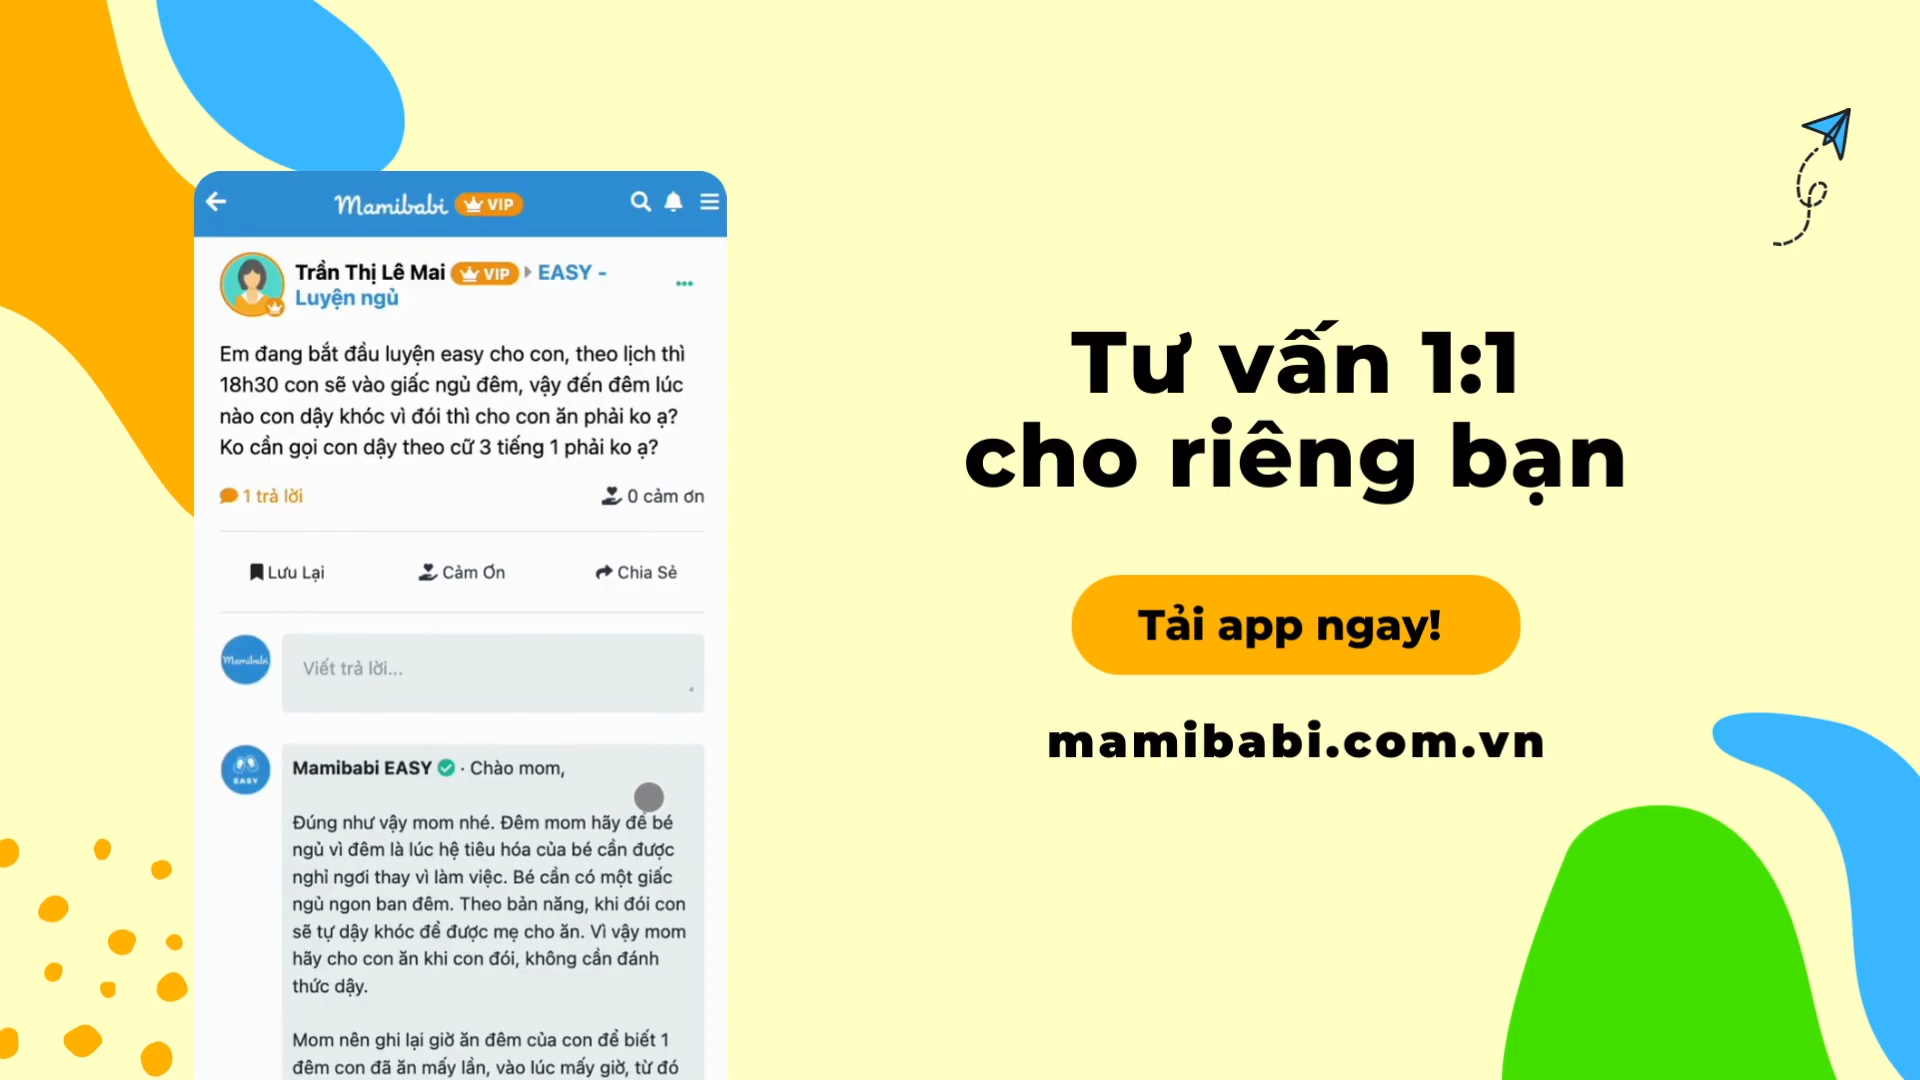 Mamibabi VIP
Trần Thị Lê Mai VIP EASY -
Luyện ngủ
Em đang bắt đầu luyện easy cho con, theo lịch thì
18h30 con sẽ vào giấc ngủ đêm, vậy đến đêm lúc
nào con dậy khóc vì đói thì cho con ăn phải ko ạ?
Ko cần gọi con dậy theo cữ 3 tiếng 1 phải ko ạ?
1 trả lời
0 cảm ơn
Lưu Lại
Cảm Ơn
Chia Sẻ
Mamibabi
Viết trả lời...
EASY
Mamibabi EASY · Chào mom,
Đúng như vậy mom nhé. Đêm mom hãy để bé
ngủ vì đêm là lúc hệ tiêu hóa của bé cần được
nghỉ ngơi thay vì làm việc. Bé cần có một giấc
ngủ ngon ban đêm. Theo bản năng, khi đói con
sẽ tự dậy khóc để được mẹ cho ăn. Vì vậy mom
hãy cho con ăn khi con đói, không cần đánh
thức dậy.
Mom nên ghi lại giờ ăn đêm của con để biết 1
đêm con đã ăn mấy lần, vào lúc mấy giờ, từ đó
Tư vấn 1:1
cho riêng bạn
Tải app ngay!
mamibabi.com.vn